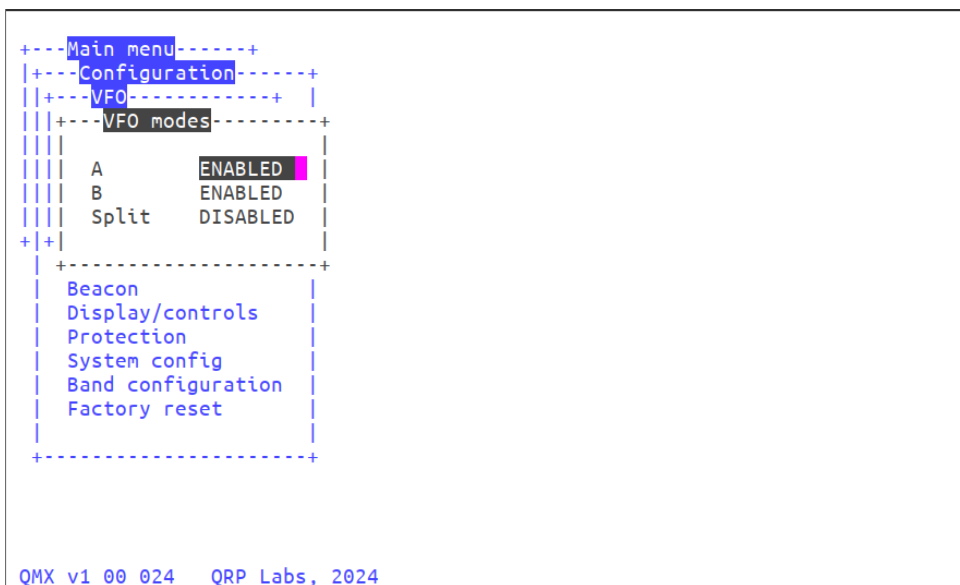 Main menu
Configuration
VFO
VFO modes
A ENABLED
B ENABLED
Split DISABLED
Beacon
Display/controls
Protection
System config
Band configuration
Factory reset
QMX v1 00 024 QRP Labs, 2024